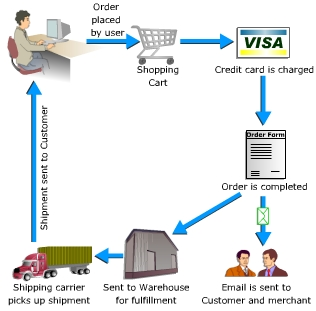 Order
placed
by user
Shopping
Cart
VISA
Credit card is charged
Order Form
Order is completed
Email is sent to
Customer and merchant
Sent to Warehouse
for fulfillment
Shipping carrier
picks up shipment
Shipment sent to Customer